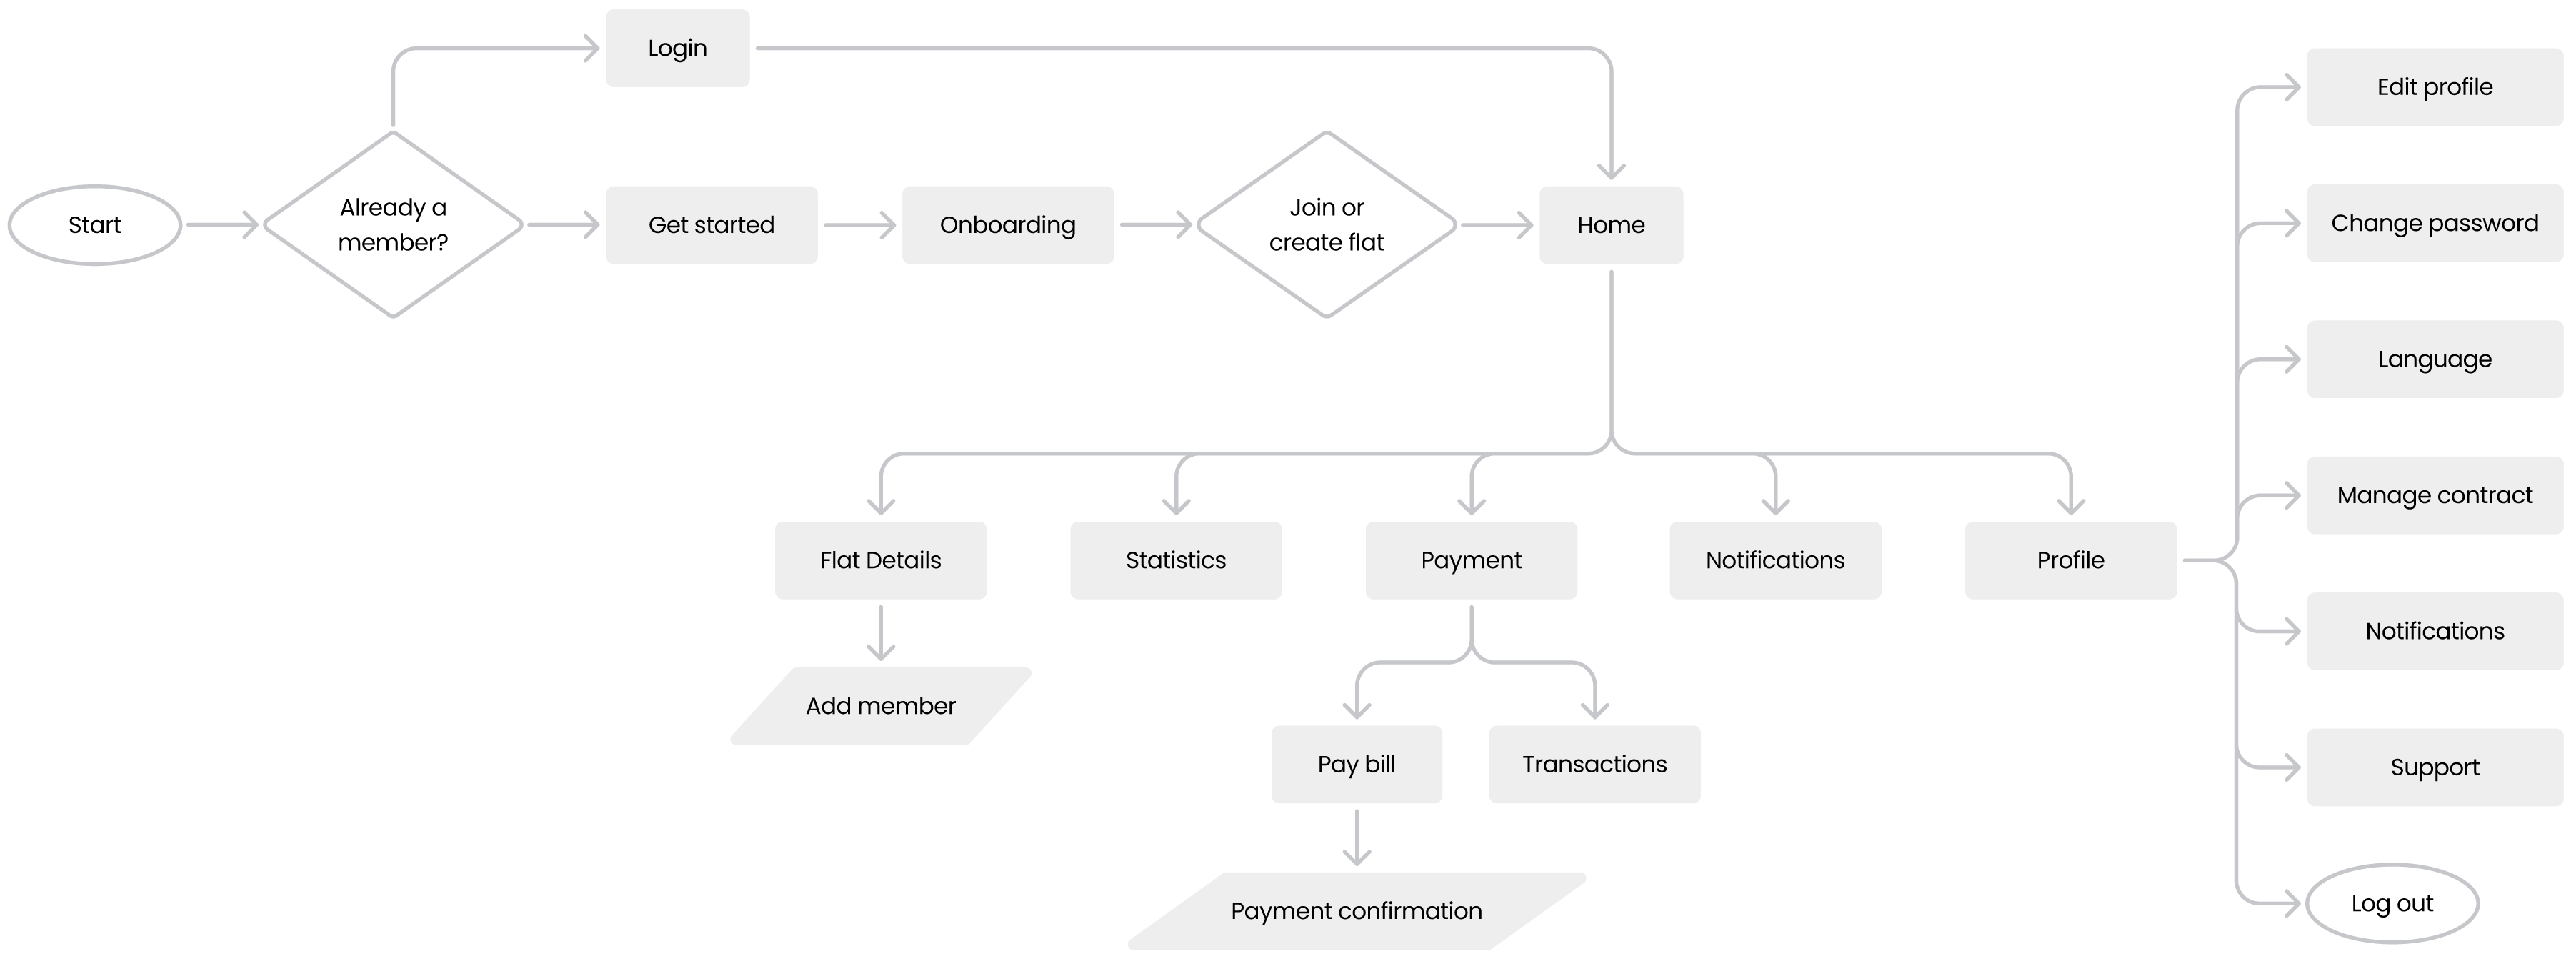 Login
Edit profile
Start
Already a
member?
Get started
Onboarding
Join or
create flat
Home
Change password
Language
Manage contract
Flat Details
Statistics
Payment
Notifications
Profile
Notifications
Add member
Pay bill
Transactions
Support
Payment confirmation
Log out